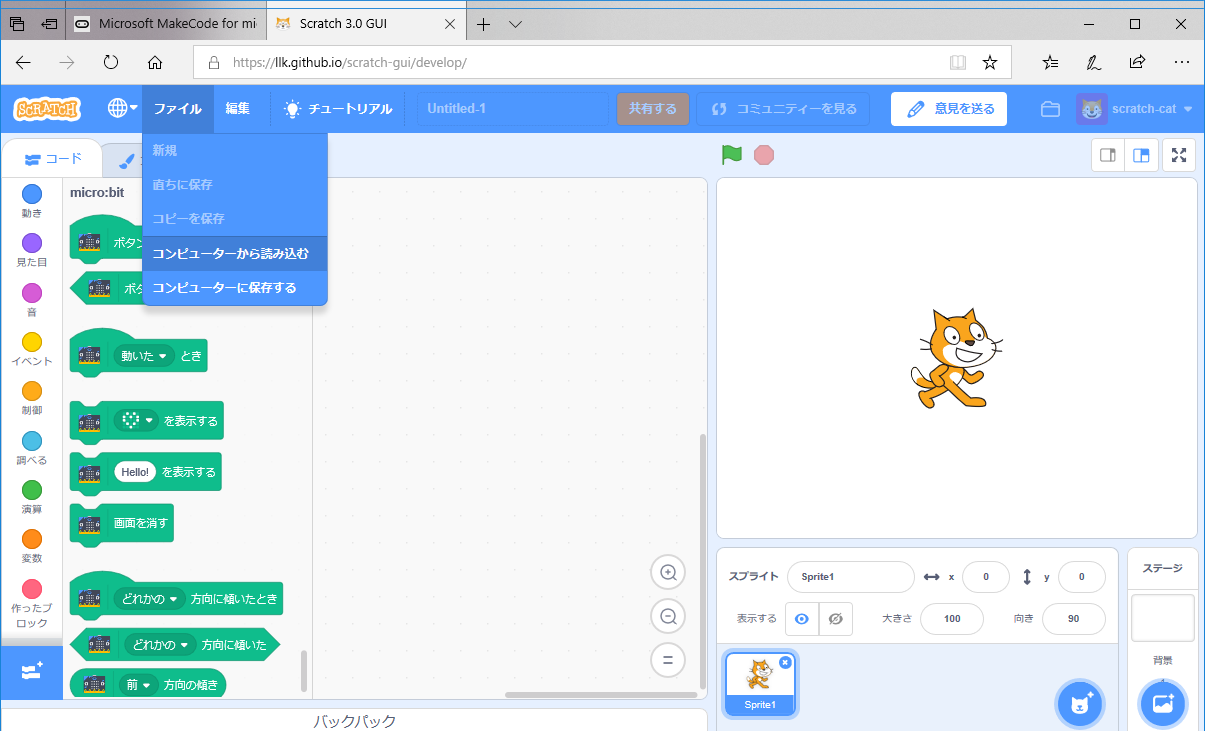 Microsoft MakeCode for mi
Scratch 3.0 GUI
https://llk.github.io/scratch-gui/develop/
SCRATCH
ファイル
編集
チュートリアル
Untitled-1
共有する
コミュニティーを見る
意見を送る
scratch-cat
新規
直ちに保存
コピーを保存
コンピューターから読み込む
コンピューターに保存する
コード
動き
見た目
音
イベント
制御
調べる
演算
変数
作ったブ
ロック
micro:bit
ボタン
ボタ
動いた とき
を表示する
Hello! を表示する
画面を消す
どれかの 方向に傾いたとき
どれかの 方向に傾いた
前 方向の傾き
バックパック
スプライト Sprite1 x 0 y 0
表示する 大きさ 100 向き 90
Sprite1
ステージ
背景